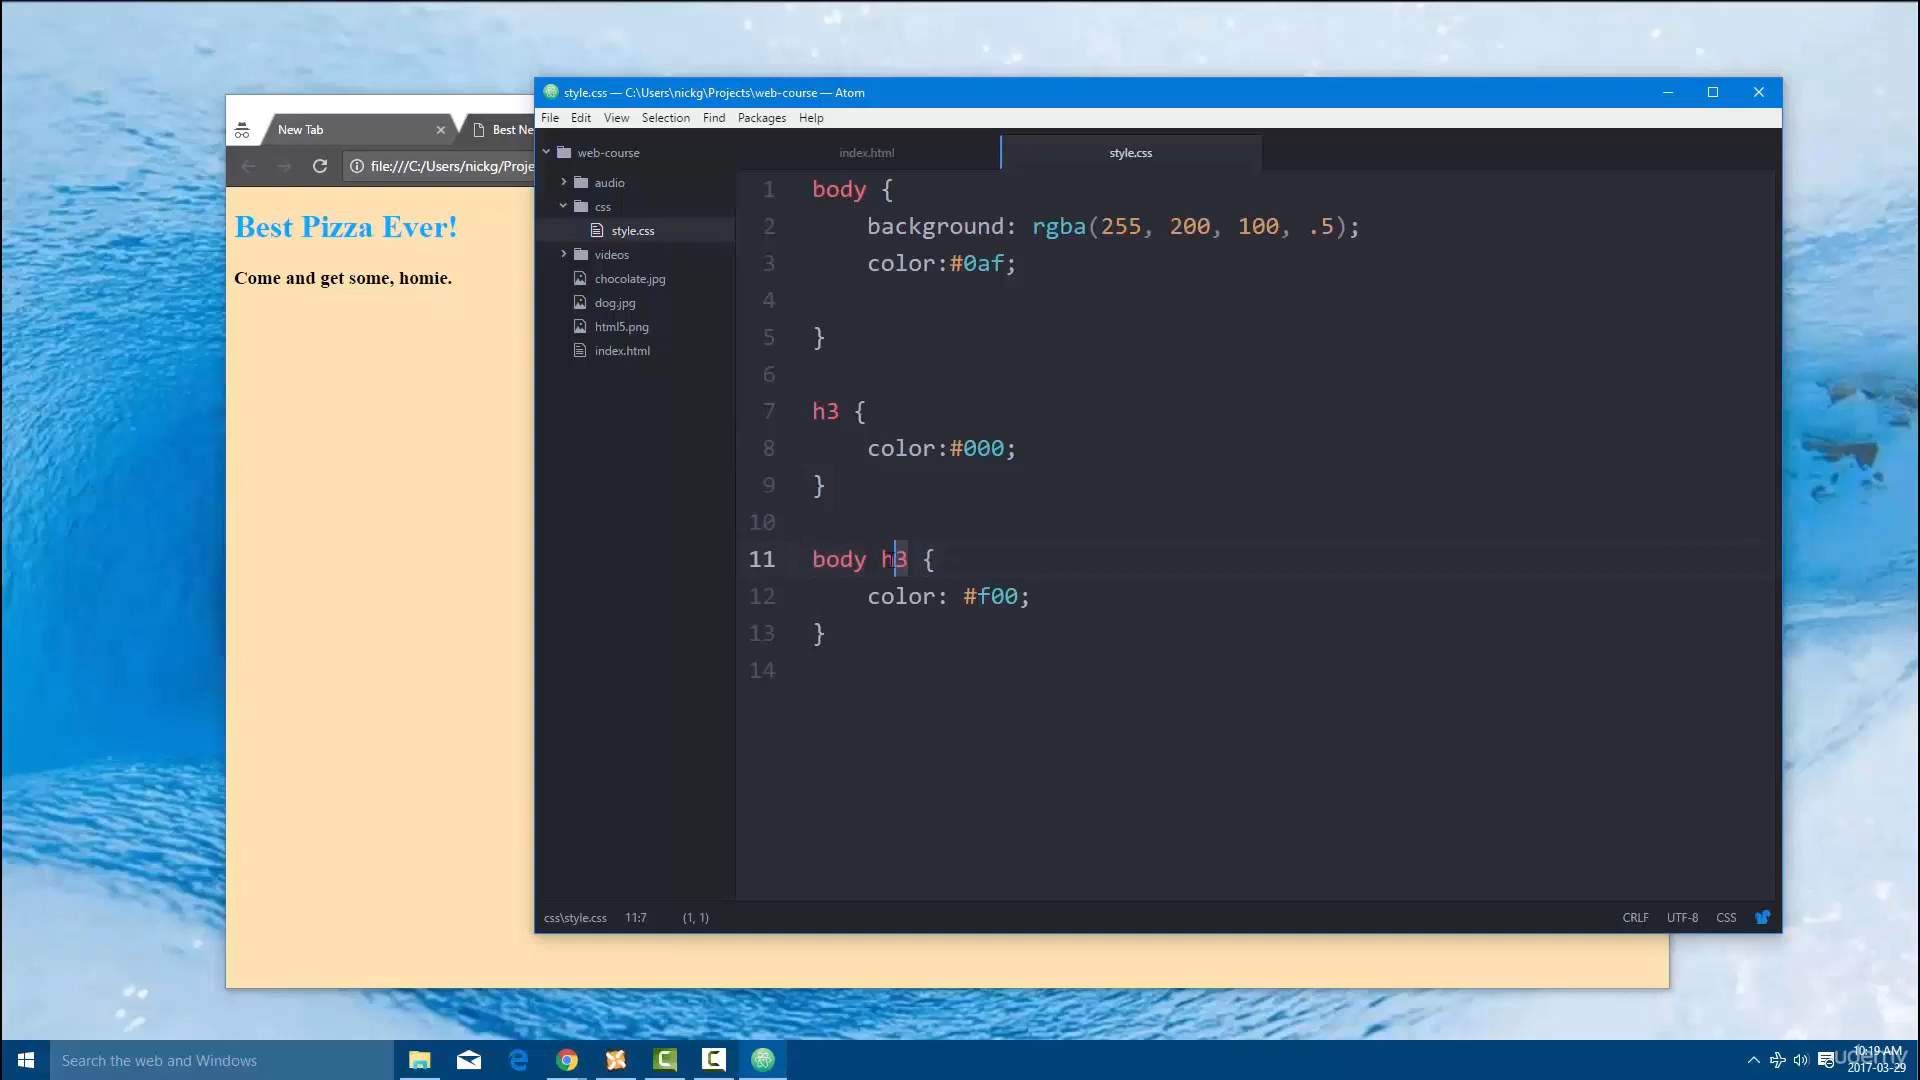 style.css — C:\Users\nickg\Projects\web-course — Atom
File Edit View Selection Find Packages Help
New Tab
Best Ne
file:///C:/Users/nickg/Proje
Best Pizza Ever!
Come and get some, homie.
web-course
audio
css
style.css
videos
chocolate.jpg
dog.jpg
html5.png
index.html
index.html style.css
1 body {
2 background: rgba(255, 200, 100, .5);
3 color:#0af;
4
5 }
6
7 h3 {
8 color:#000;
9 }
10
11 body h3 {
12 color: #f00;
13 }
14
css\style.css 11:7 (1, 1) CRLF UTF-8 CSS
Search the web and Windows
10:19 AM
2017-03-29
udemy